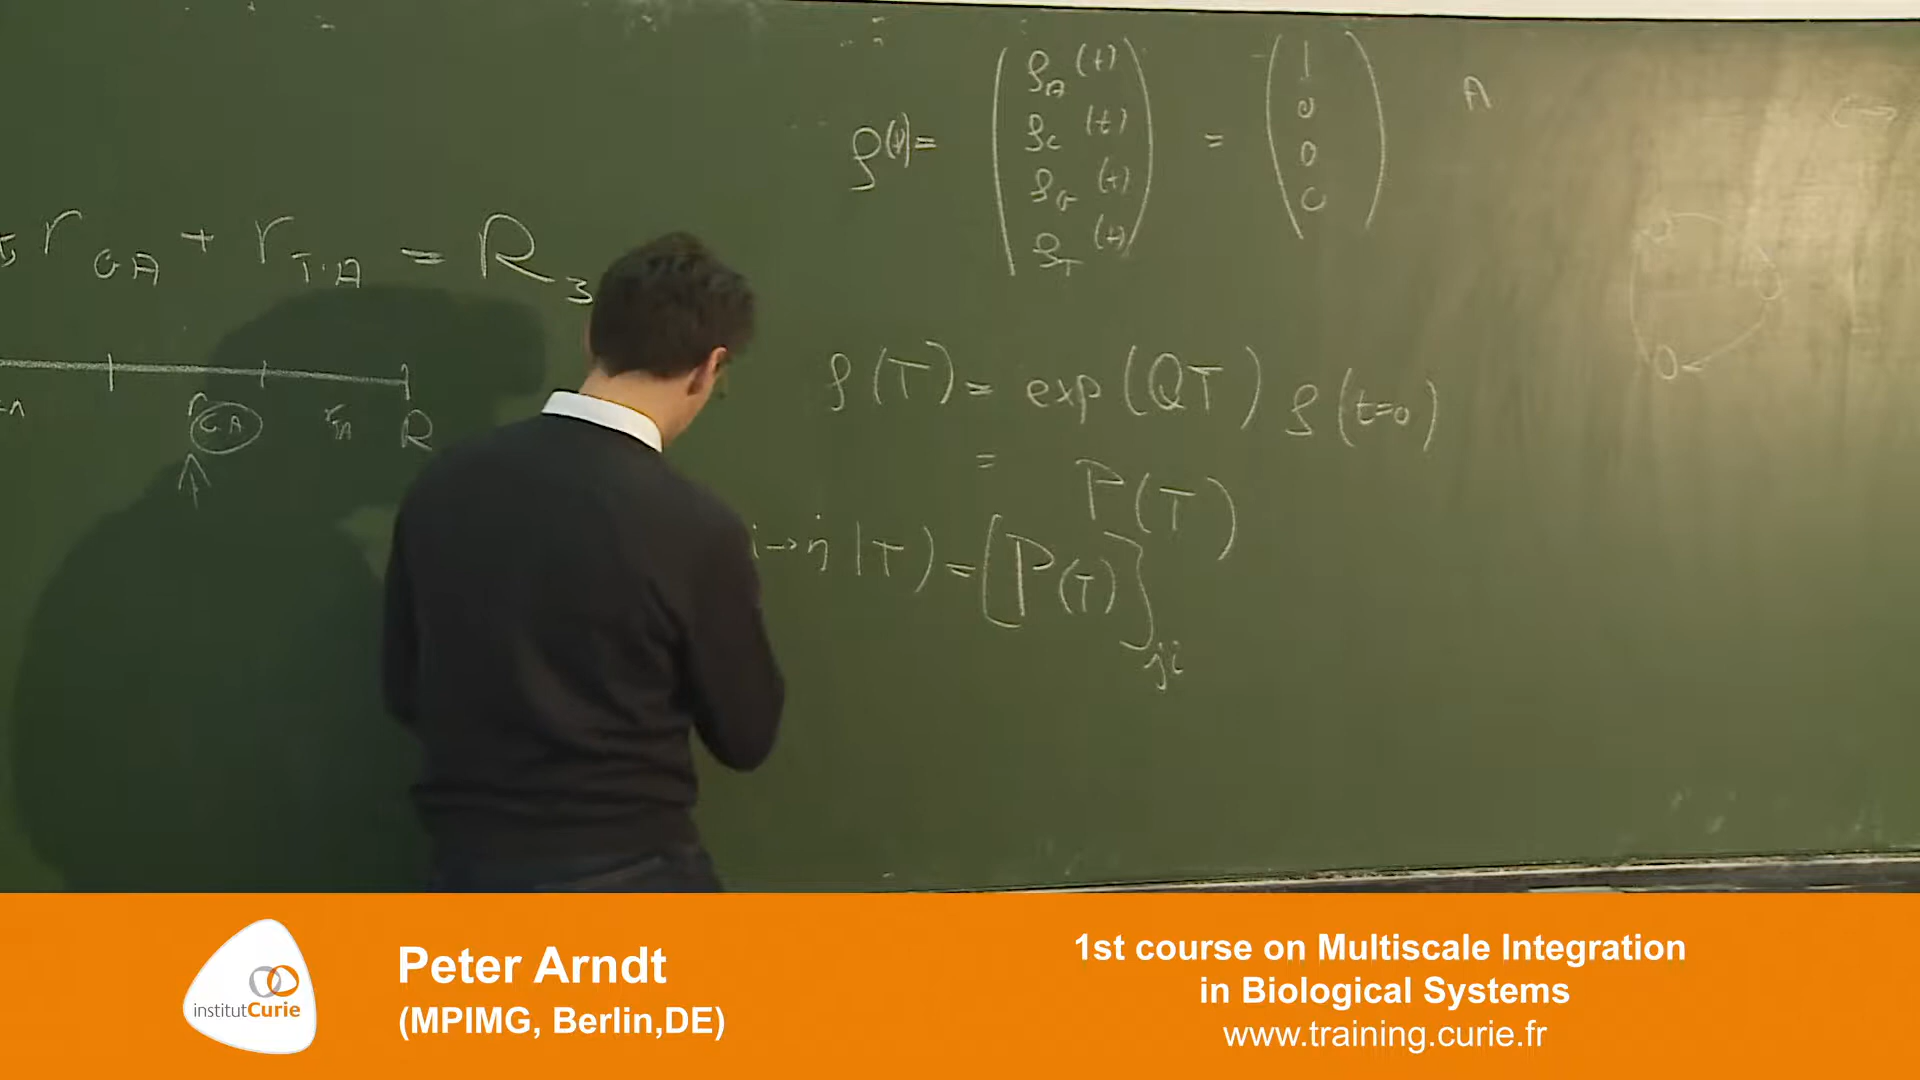 ρ(t) = ( ρ_A (t) ρ_C (t) ρ_G (t) ρ_T (t) ) = ( 1 0 0 0 ) A
r_GA + r_TA = R_3
ρ(T) = exp(QT) ρ(t=0)
= P(T)
GA r_TA R
i→j |T) = [P(T)]_ji
institutCurie
Peter Arndt
(MPIMG, Berlin,DE)
1st course on Multiscale Integration
in Biological Systems
www.training.curie.fr